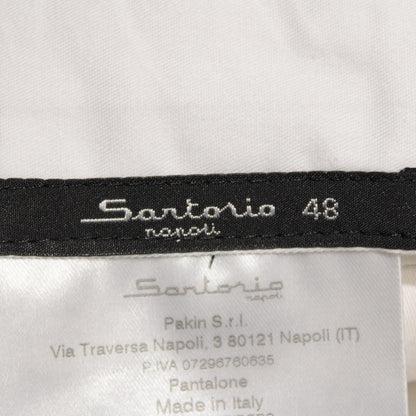 Sartorio 48
napoli
Sartorio
napoli
Pakin S.r.l.
Via Traversa Napoli, 3 80121 Napoli (IT)
P.IVA 07296760635
Pantalone
Made in Italy